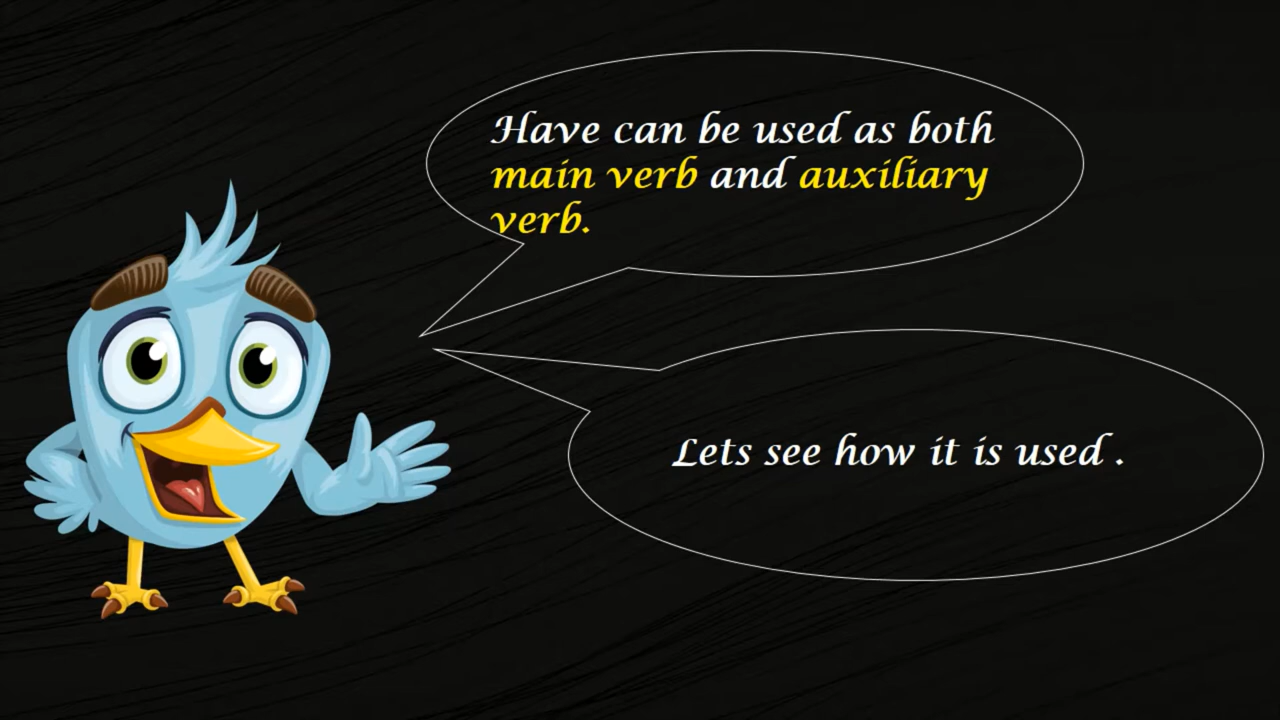 Have can be used as both
main verb and auxiliary
verb.
Lets see how it is used .